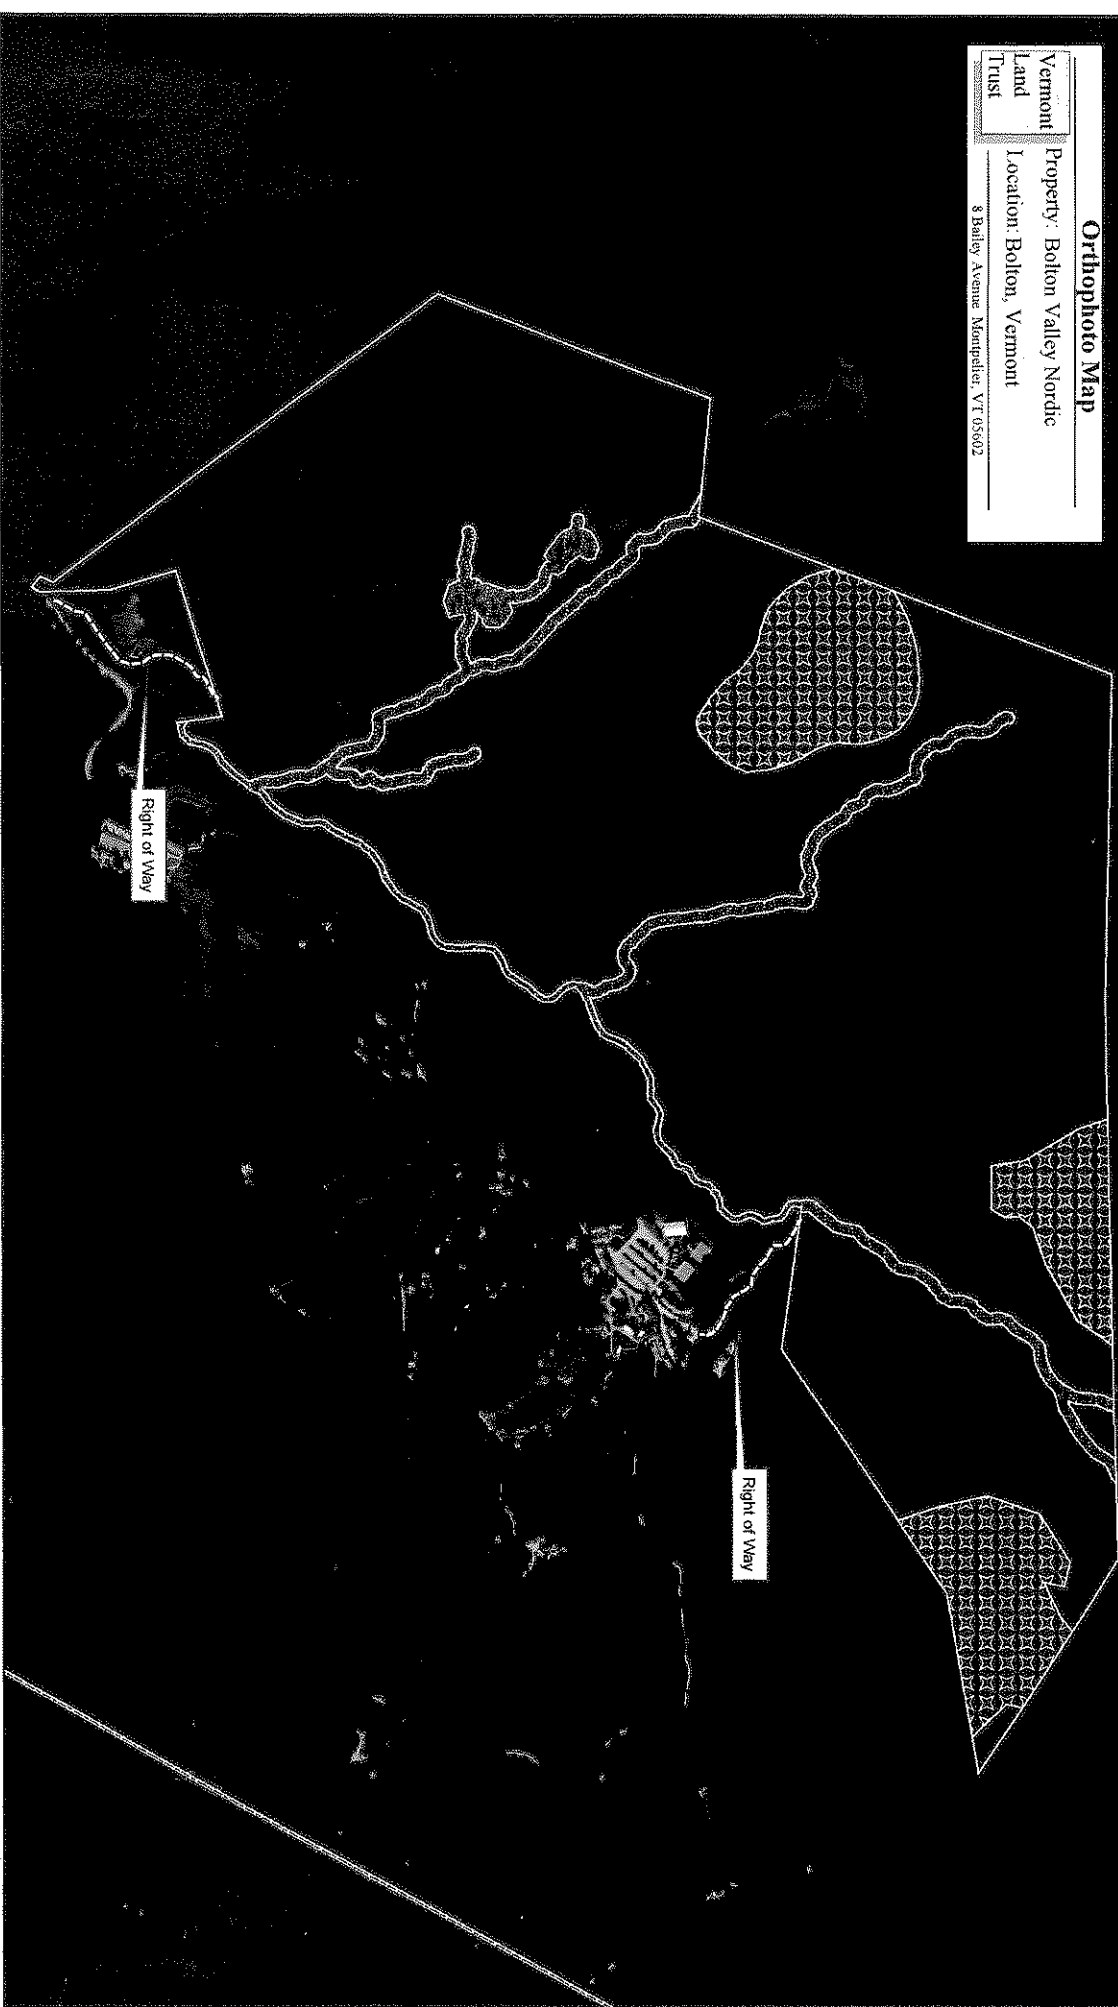 Orthophoto Map
Vermont
Land
Trust
Property: Bolton Valley Nordic
Location: Bolton, Vermont
8 Bailey Avenue Montpelier, VT 05602
Right of Way
Right of Way